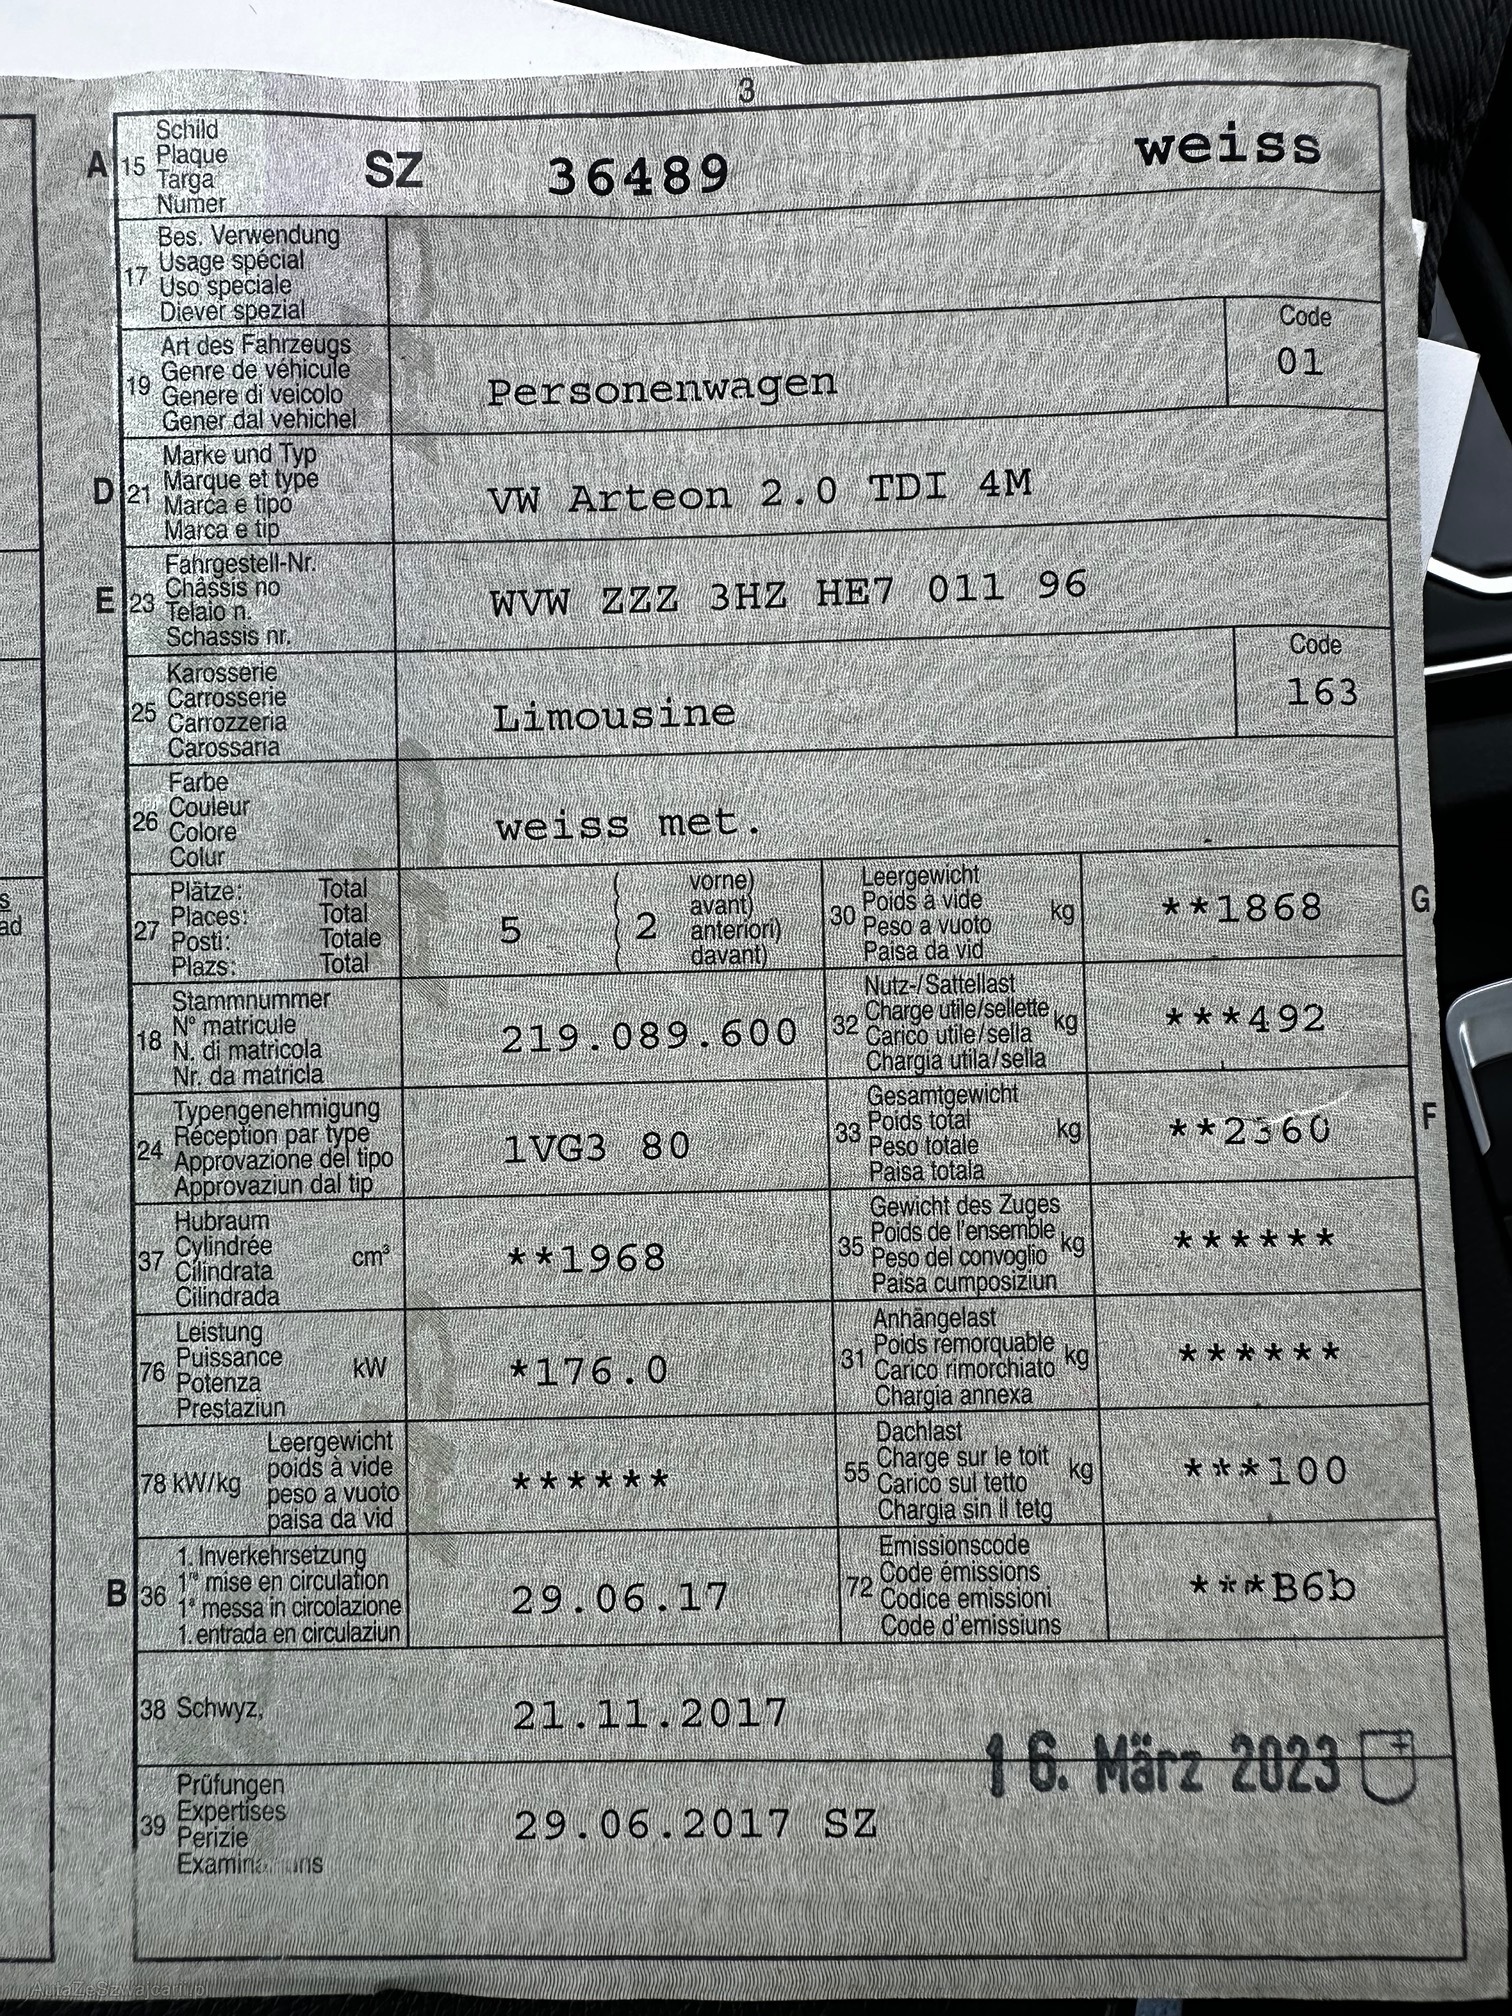 3
A 15 Schild
Plaque
Targa
Numer
SZ 36489 weiss
17 Bes. Verwendung
Usage spécial
Uso speciale
Diever spezial
19 Art des Fahrzeugs
Genre de véhicule
Genere di veicolo
Gener dal vehichel
Personenwagen
Code
01
D 21 Marke und Typ
Marque et type
Marca e tipo
Marca e tip
VW Arteon 2.0 TDI 4M
E 23 Fahrgestell-Nr.
Châssis no
Telaio n.
Schassis nr.
WVW ZZZ 3HZ HE7 011 96
25 Karosserie
Carrosserie
Carrozzeria
Carossaria
Limousine
Code
163
26 Farbe
Couleur
Colore
Colur
weiss met.
27 Plätze: Total
Places: Total
Posti: Totale
Plazs: Total
5 ( 2 vorne)
avant)
anteriori)
davant)
30 Leergewicht
Poids à vide
Peso a vuoto
Paisa da vid
kg **1868 G
18 Stammnummer
N° matricule
N. di matricola
Nr. da matricla
219.089.600
32 Nutz-/Sattellast
Charge utile/sellette
Carico utile/sella
Chargia utila/sella
kg ***492
24 Typengenehmigung
Réception par type
Approvazione del tipo
Approvaziun dal tip
1VG3 80
33 Gesamtgewicht
Poids total
Peso totale
Paisa totala
kg **2360 F
37 Hubraum
Cylindrée
Cilindrata
Cilindrada
cm³ **1968
35 Gewicht des Zuges
Poids de l'ensemble
Peso del convoglio
Paisa cumposiziun
kg ******
76 Leistung
Puissance
Potenza
Prestaziun
kW *176.0
31 Anhängelast
Poids remorquable
Carico rimorchiato
Chargia annexa
kg ******
78 kW/kg Leergewicht
poids à vide
peso a vuoto
paisa da vid
******
55 Dachlast
Charge sur le toit
Carico sul tetto
Chargia sin il tetg
kg ***100
B 36 1. Inverkehrsetzung
1re mise en circulation
1a messa in circolazione
1. entrada en circulaziun
29.06.17
72 Emissionscode
Code émissions
Codice emissioni
Code d'emissiuns
***B6b
38 Schwyz, 21.11.2017
16. März 2023
39 Prüfungen
Expertises
Perizie
29.06.2017 SZ
s
ad
AutaZeSzwajcarii.pl